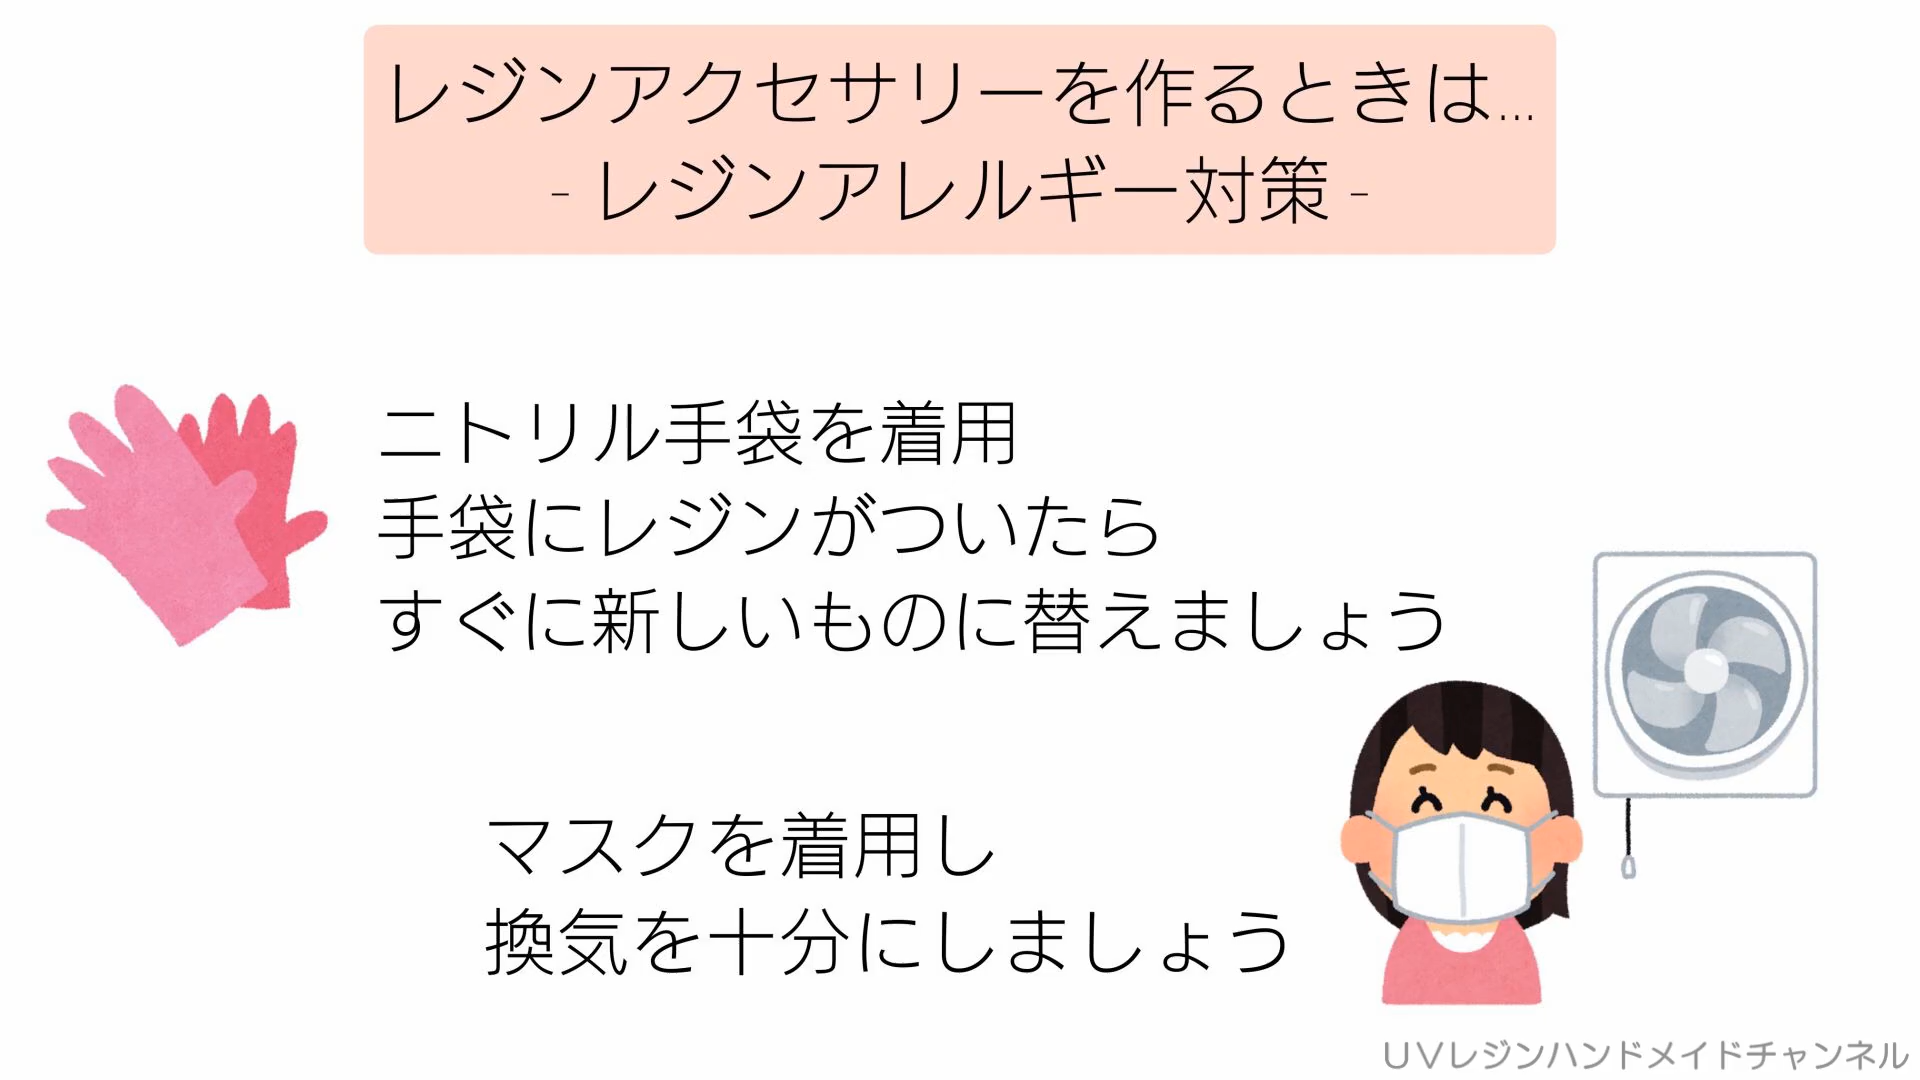 レジンアクセサリーを作るときは...
- レジンアレルギー対策 -
ニトリル手袋を着用
手袋にレジンがついたら
すぐに新しいものに替えましょう
マスクを着用し
換気を十分にしましょう
UVレジンハンドメイドチャンネル